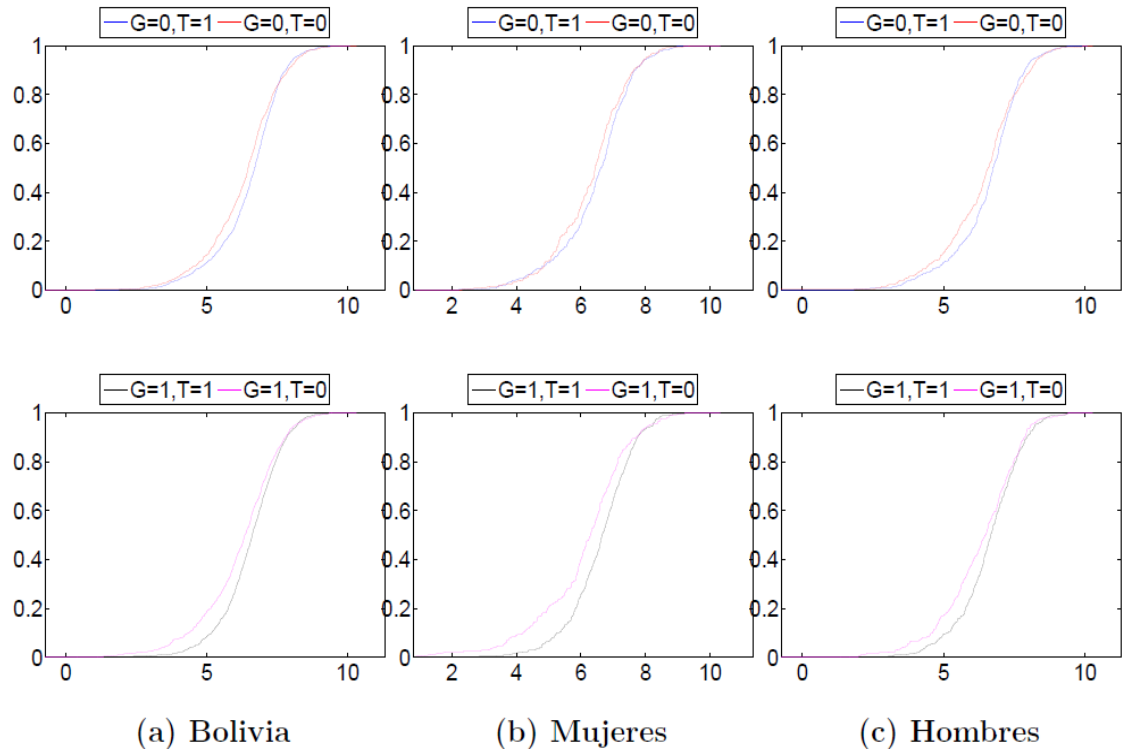 G=0,T=1 G=0,T=0 G=0,T=1 G=0,T=0 G=0,T=1 G=0,T=0
1 1 1
0.8 0.8 0.8
0.6 0.6 0.6
0.4 0.4 0.4
0.2 0.2 0.2
0 0 0
0 5 10 2 4 6 8 10 0 5 10
G=1,T=1 G=1,T=0 G=1,T=1 G=1,T=0 G=1,T=1 G=1,T=0
1 1 1
0.8 0.8 0.8
0.6 0.6 0.6
0.4 0.4 0.4
0.2 0.2 0.2
0 0 0
0 5 10 2 4 6 8 10 0 5 10
(a) Bolivia (b) Mujeres (c) Hombres